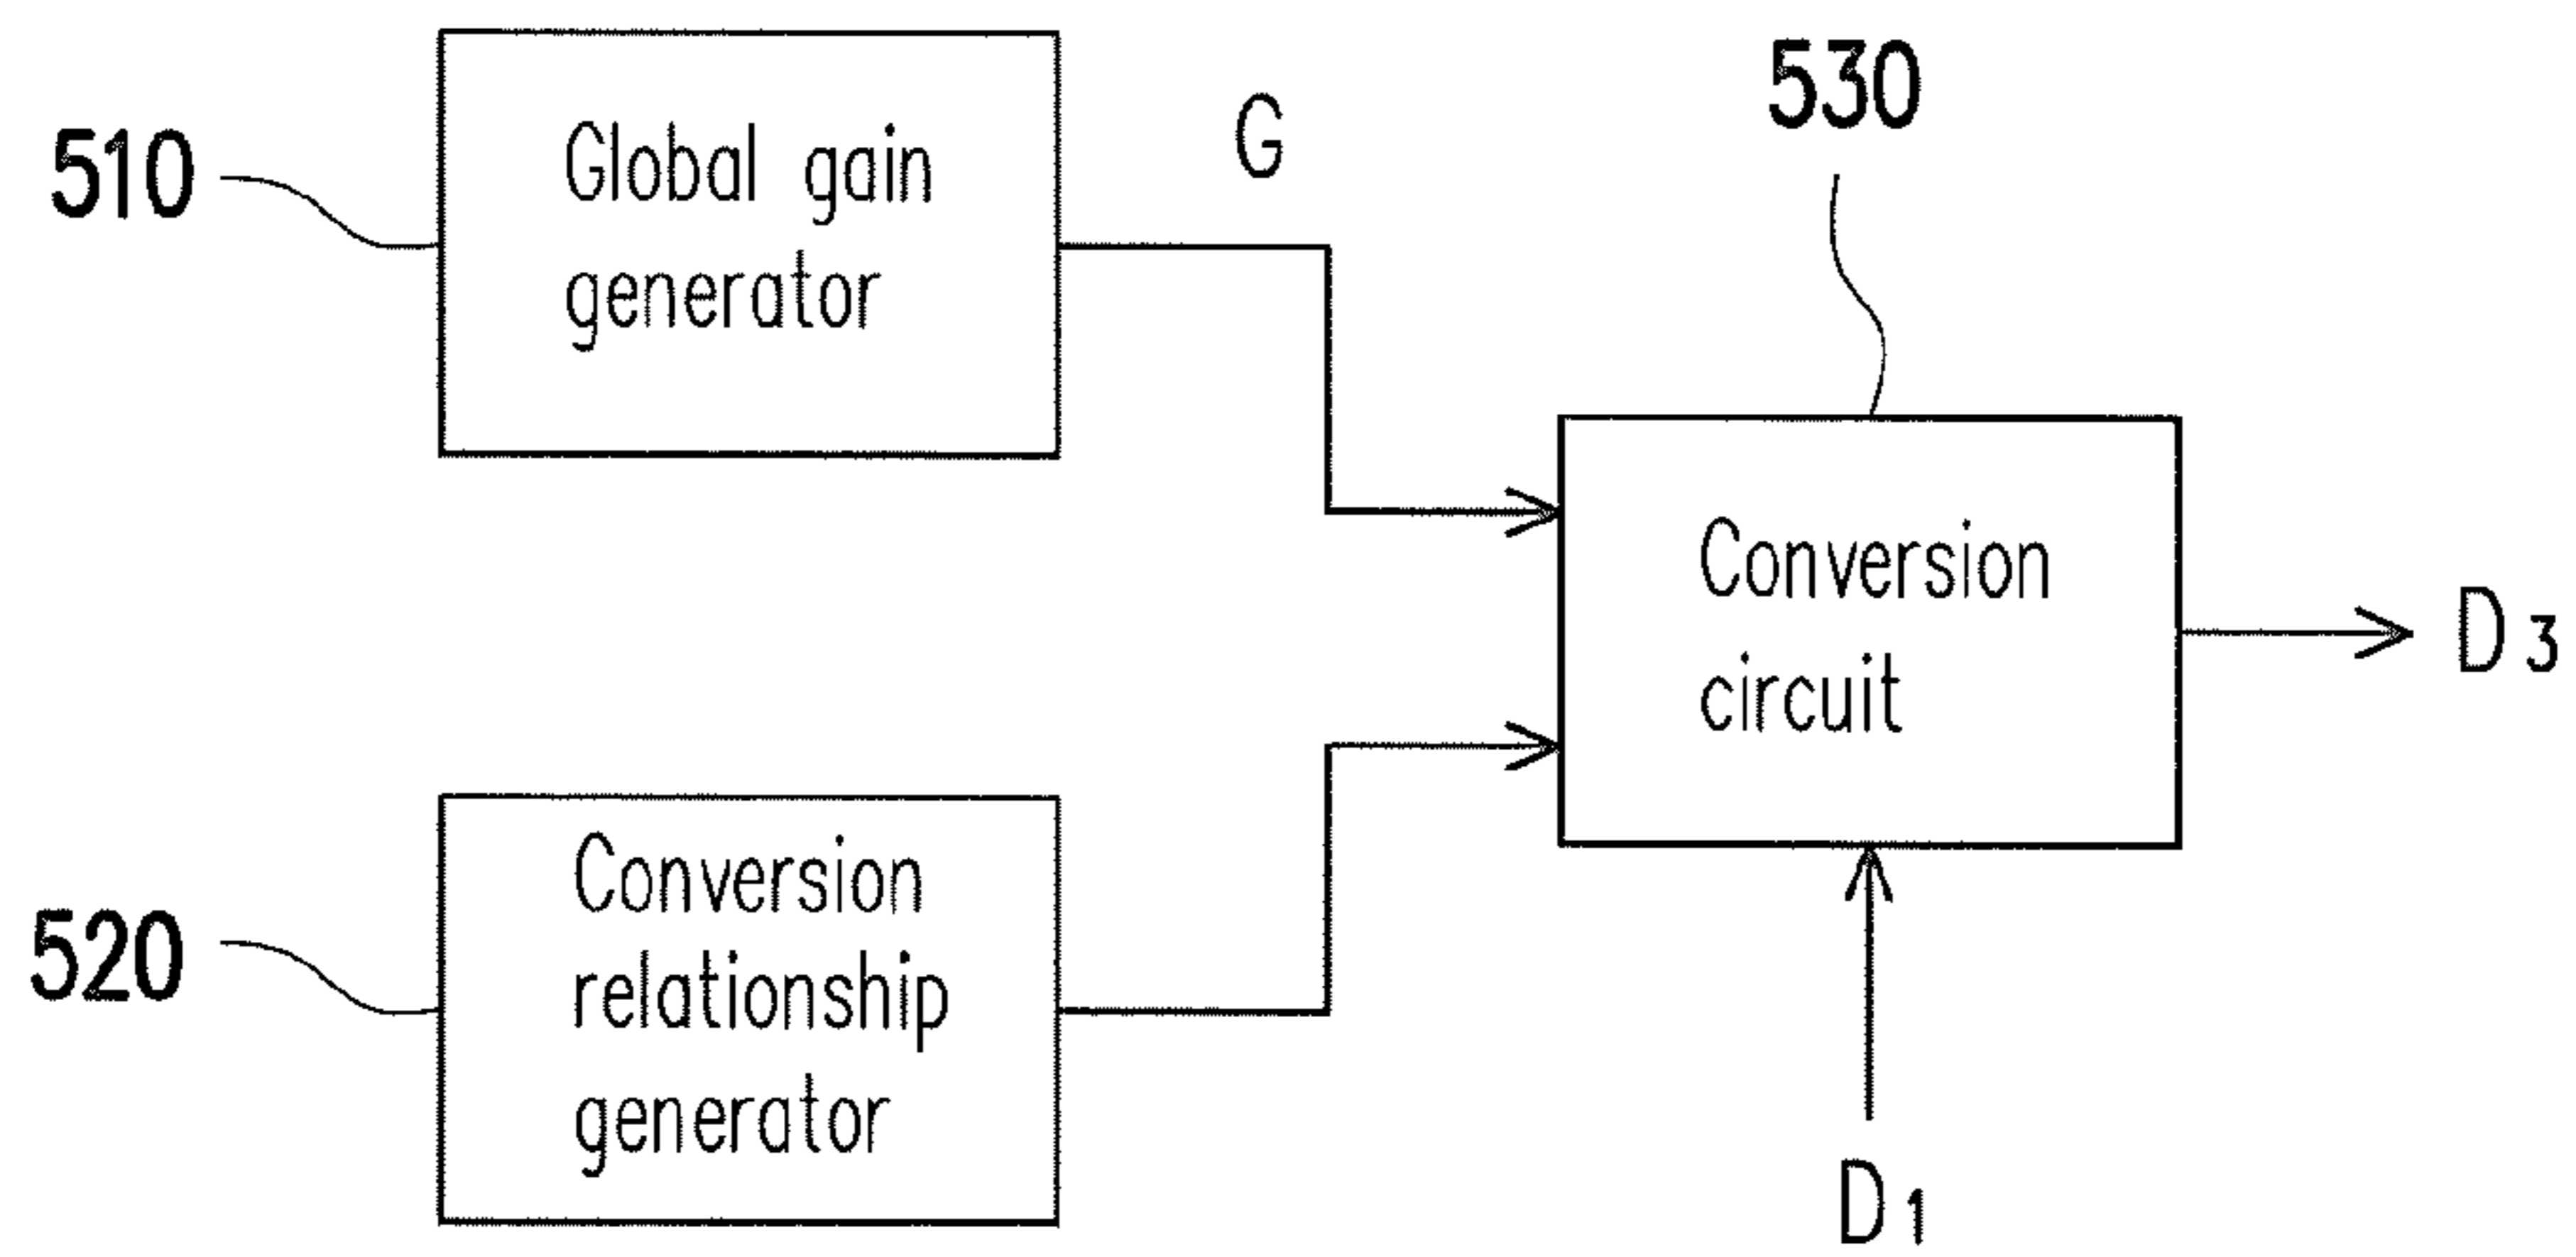 510
Global gain
generator
G
530
Conversion
circuit
D3
520
Conversion
relationship
generator
D1